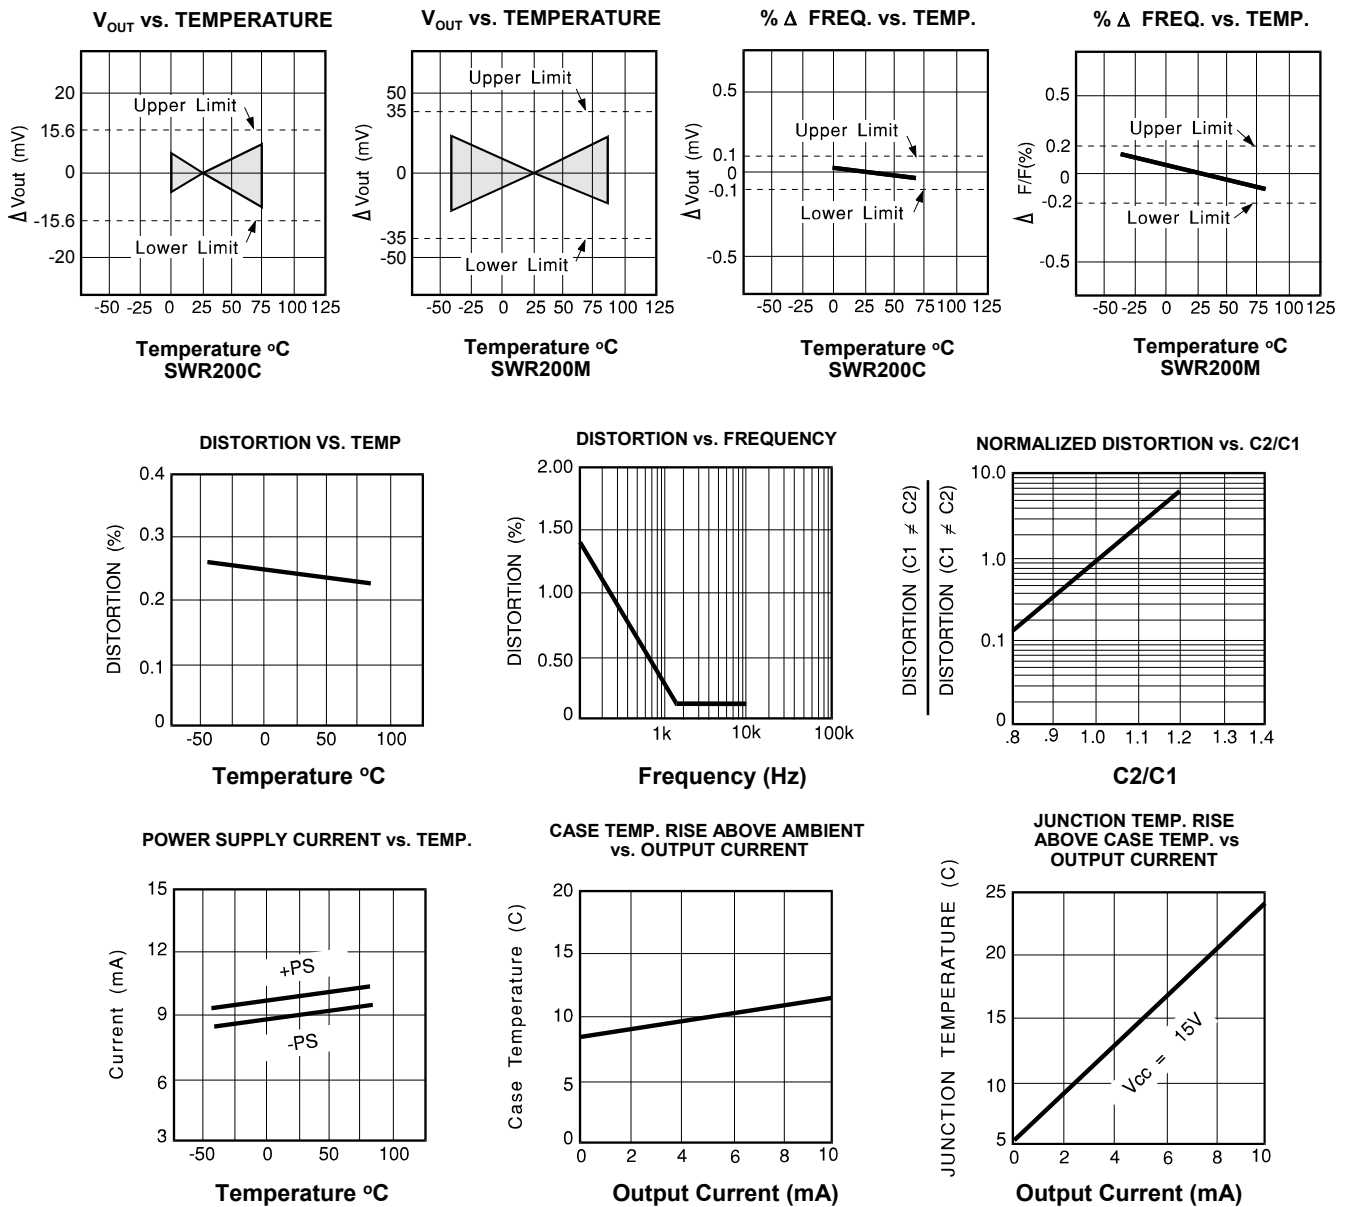 V_OUT vs. TEMPERATURE
20
15.6
0
-15.6
-20
Δ Vout (mV)
Upper Limit
Lower Limit
-50 -25 0 25 50 75 100 125
Temperature °C
SWR200C
V_OUT vs. TEMPERATURE
50
35
0
-35
-50
Δ Vout (mV)
Upper Limit
Lower Limit
-50 -25 0 25 50 75 100 125
Temperature °C
SWR200M
% Δ FREQ. vs. TEMP.
0.5
0.1
0
-0.1
-0.5
Δ Vout (mV)
Upper Limit
Lower Limit
-50 -25 0 25 50 75 100 125
Temperature °C
SWR200C
% Δ FREQ. vs. TEMP.
0.5
0.2
0
-0.2
-0.5
Δ F/F(%)
Upper Limit
Lower Limit
-50 -25 0 25 50 75 100 125
Temperature °C
SWR200M
DISTORTION VS. TEMP
0.4
0.3
0.2
0.1
0
DISTORTION (%)
-50 0 50 100
Temperature °C
DISTORTION vs. FREQUENCY
2.00
1.50
1.00
0.50
0
DISTORTION (%)
1k 10k 100k
Frequency (Hz)
NORMALIZED DISTORTION vs. C2/C1
10.0
1.0
0.1
0
DISTORTION (C1 ≠ C2)
DISTORTION (C1 ≠ C2)
.8 .9 1.0 1.1 1.2 1.3 1.4
C2/C1
POWER SUPPLY CURRENT vs. TEMP.
15
12
9
6
3
Current (mA)
+PS
-PS
-50 0 50 100
Temperature °C
CASE TEMP. RISE ABOVE AMBIENT
vs. OUTPUT CURRENT
20
15
10
5
0
Case Temperature (C)
0 2 4 6 8 10
Output Current (mA)
JUNCTION TEMP. RISE
ABOVE CASE TEMP. vs
OUTPUT CURRENT
25
20
15
10
5
JUNCTION TEMPERATURE (C)
Vcc = 15V
0 2 4 6 8 10
Output Current (mA)